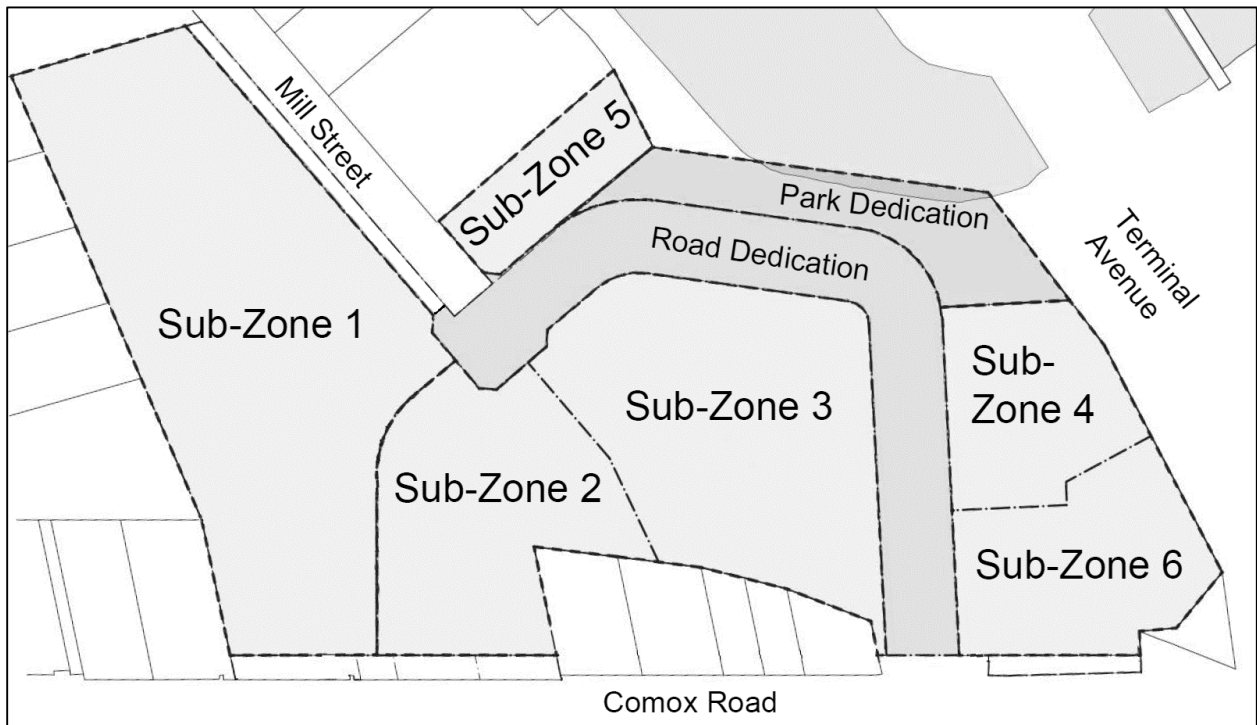 Mill Street
Sub-Zone 5
Park Dedication
Road Dedication
Terminal
Avenue
Sub-Zone 1
Sub-Zone 3
Sub-
Zone 4
Sub-Zone 2
Sub-Zone 6
Comox Road